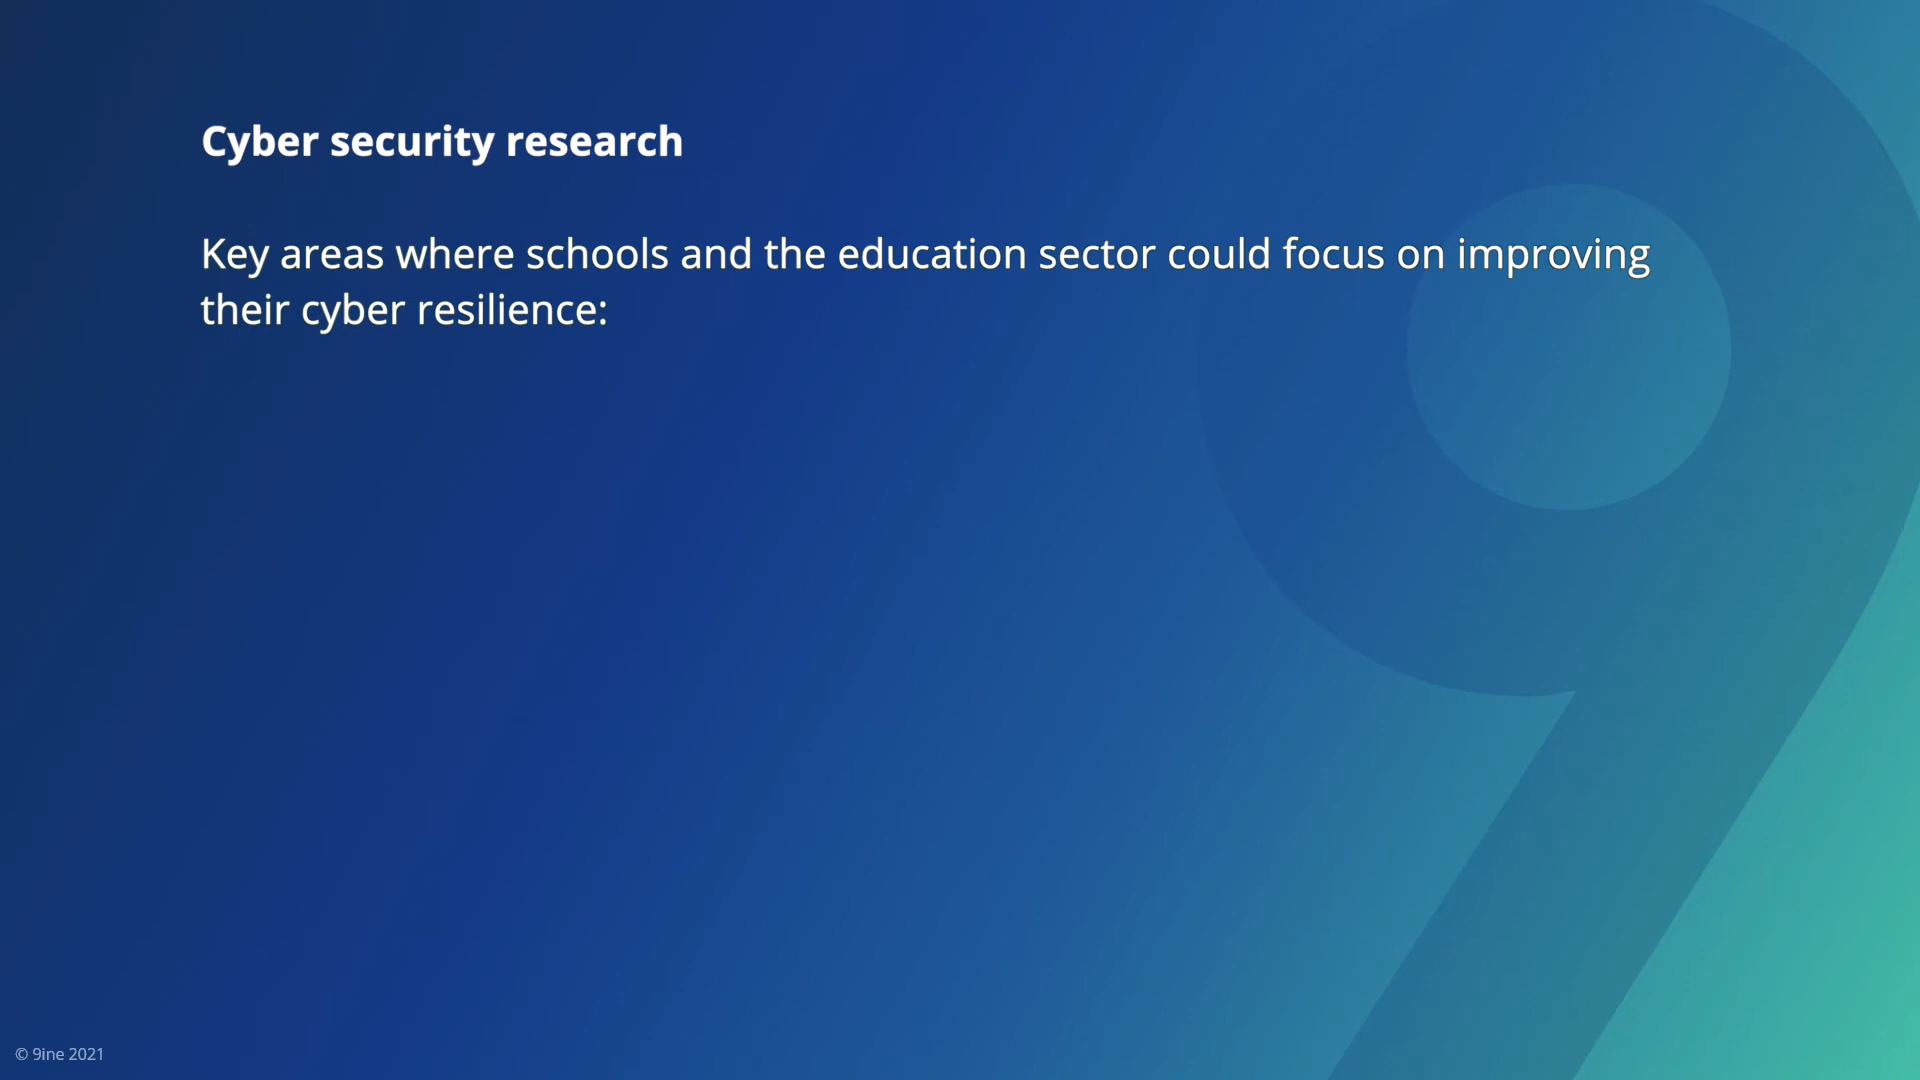 Cyber security research
Key areas where schools and the education sector could focus on improving
their cyber resilience:
© 9ine 2021